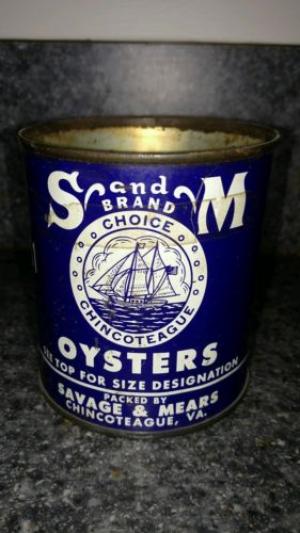 S and M
BRAND
CHOICE
CHINCOTEAGUE
OYSTERS
SEE TOP FOR SIZE DESIGNATION
PACKED BY
SAVAGE & MEARS
CHINCOTEAGUE, VA.